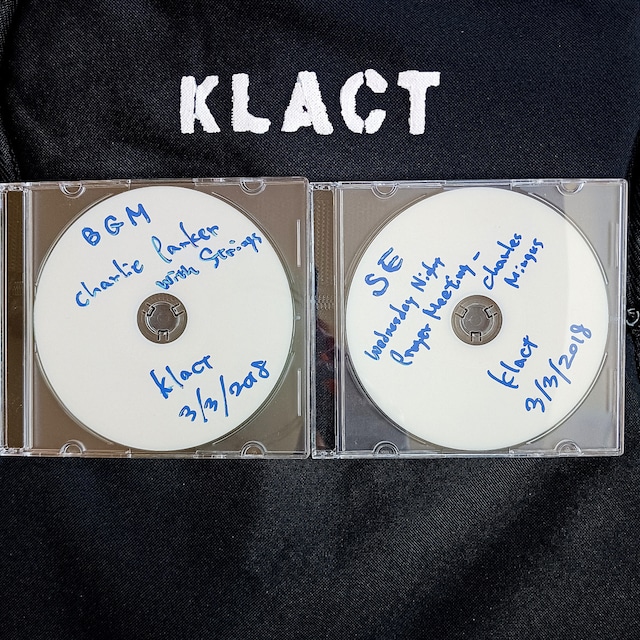 KLACT
BGM
Charlie Parker
with Strings
klact
3/3/2018
SE
Wednesday Night
Prayer Meeting -
Charles
Mingus
klact
3/3/2018